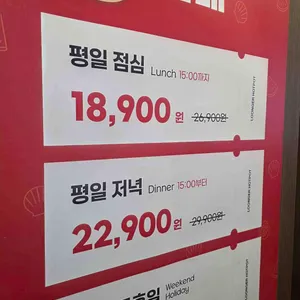 평일 점심 Lunch 15:00까지
18,900원 26,900원
평일 저녁 Dinner 15:00부터
22,900원 29,900원
Weekend
Holiday